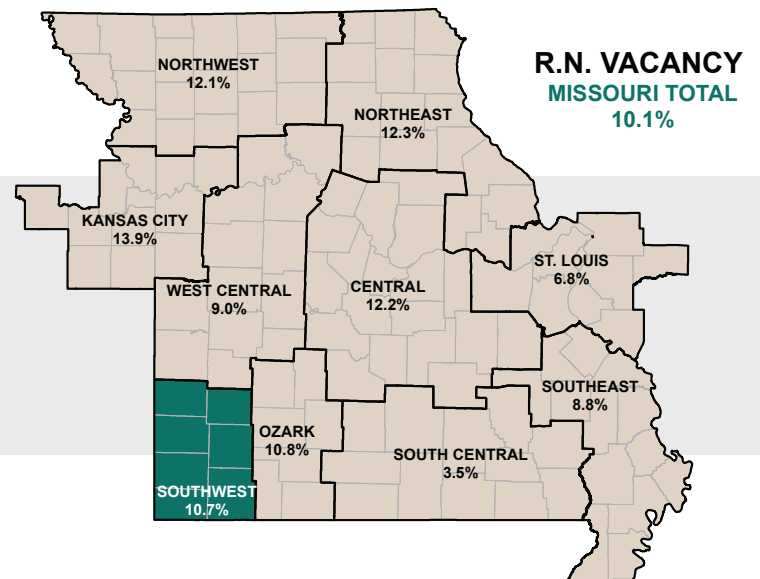 R.N. VACANCY
MISSOURI TOTAL
10.1%
NORTHWEST
12.1%
NORTHEAST
12.3%
KANSAS CITY
13.9%
ST. LOUIS
6.8%
WEST CENTRAL
9.0%
CENTRAL
12.2%
SOUTHEAST
8.8%
OZARK
10.8%
SOUTH CENTRAL
3.5%
SOUTHWEST
10.7%